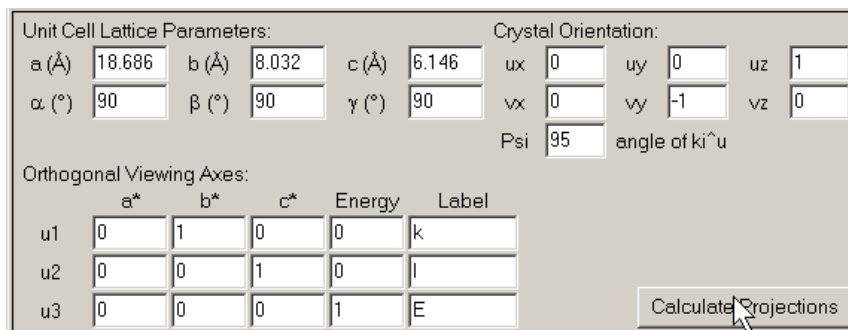 Unit Cell Lattice Parameters: Crystal Orientation:
a (Å) 18.686 b (Å) 8.032 c (Å) 6.146 ux 0 uy 0 uz 1
α (°) 90 β (°) 90 γ (°) 90 vx 0 vy -1 vz 0
Psi 95 angle of ki^u
Orthogonal Viewing Axes:
a* b* c* Energy Label
u1 0 1 0 0 k
u2 0 0 1 0 l
u3 0 0 0 1 E
Calculate Projections